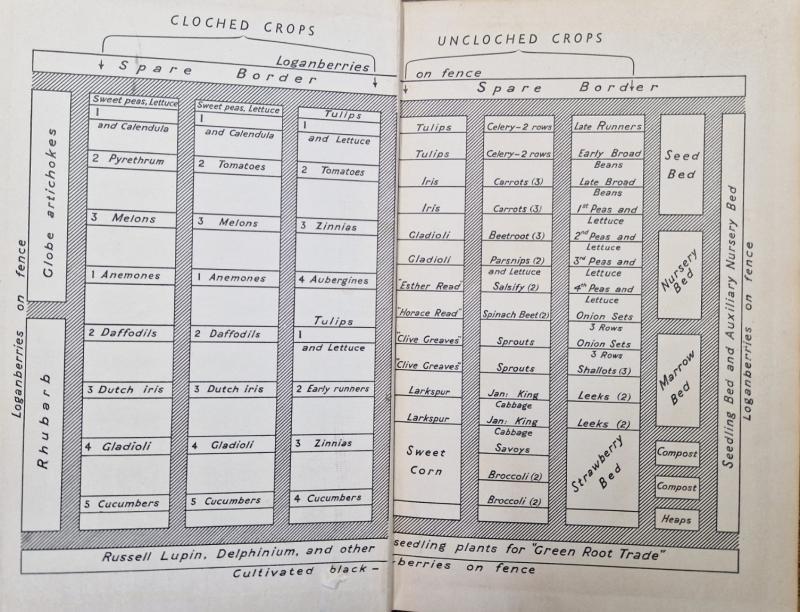 CLOCHED CROPS
UNCLOCHED CROPS
Loganberries on fence
Spare Border
Spare Border
Globe artichokes
Rhubarb
Loganberries on fence
Sweet peas, Lettuce
1
and Calendula
2 Pyrethrum
3 Melons
1 Anemones
2 Daffodils
3 Dutch iris
4 Gladioli
5 Cucumbers
Sweet peas, Lettuce
1
and Calendula
2 Tomatoes
3 Melons
1 Anemones
2 Daffodils
3 Dutch iris
4 Gladioli
5 Cucumbers
Tulips
1
and Lettuce
2 Tomatoes
3 Zinnias
4 Aubergines
Tulips
1
and Lettuce
2 Early runners
3 Zinnias
4 Cucumbers
Tulips
Tulips
Iris
Iris
Gladioli
Gladioli
"Esther Read"
"Horace Read"
"Clive Greaves"
"Clive Greaves"
Larkspur
Larkspur
Sweet
Corn
Celery-2 rows
Celery-2 rows
Carrots (3)
Carrots (3)
Beetroot (3)
Parsnips (2)
and Lettuce
Salsify (2)
Spinach Beet (2)
Sprouts
Sprouts
Jan: King
Cabbage
Jan: King
Cabbage
Savoys
Broccoli (2)
Broccoli (2)
Late Runners
Early Broad
Beans
Late Broad
Beans
1st Peas and
Lettuce
2nd Peas and
Lettuce
3rd Peas and
Lettuce
4th Peas and
Lettuce
Onion Sets
3 Rows
Onion Sets
3 Rows
Shallots (3)
Leeks (2)
Leeks (2)
Strawberry
Bed
Seed
Bed
Nursery
Bed
Marrow
Bed
Compost
Compost
Heaps
Seedling Bed and Auxiliary Nursery Bed
Loganberries on fence
Russell Lupin, Delphinium, and other seedling plants for "Green Root Trade"
Cultivated black-berries on fence